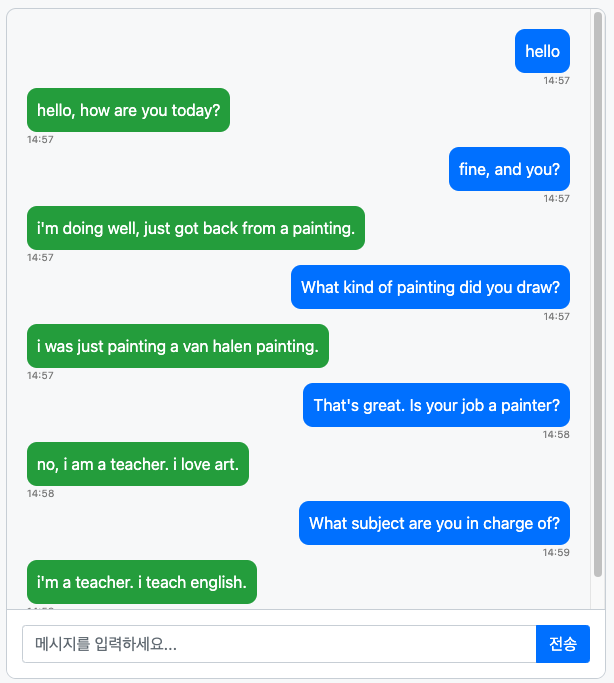 hello
14:57
hello, how are you today?
14:57
fine, and you?
14:57
i'm doing well, just got back from a painting.
14:57
What kind of painting did you draw?
14:57
i was just painting a van halen painting.
14:57
That's great. Is your job a painter?
14:58
no, i am a teacher. i love art.
14:58
What subject are you in charge of?
14:59
i'm a teacher. i teach english.
메시지를 입력하세요...
전송